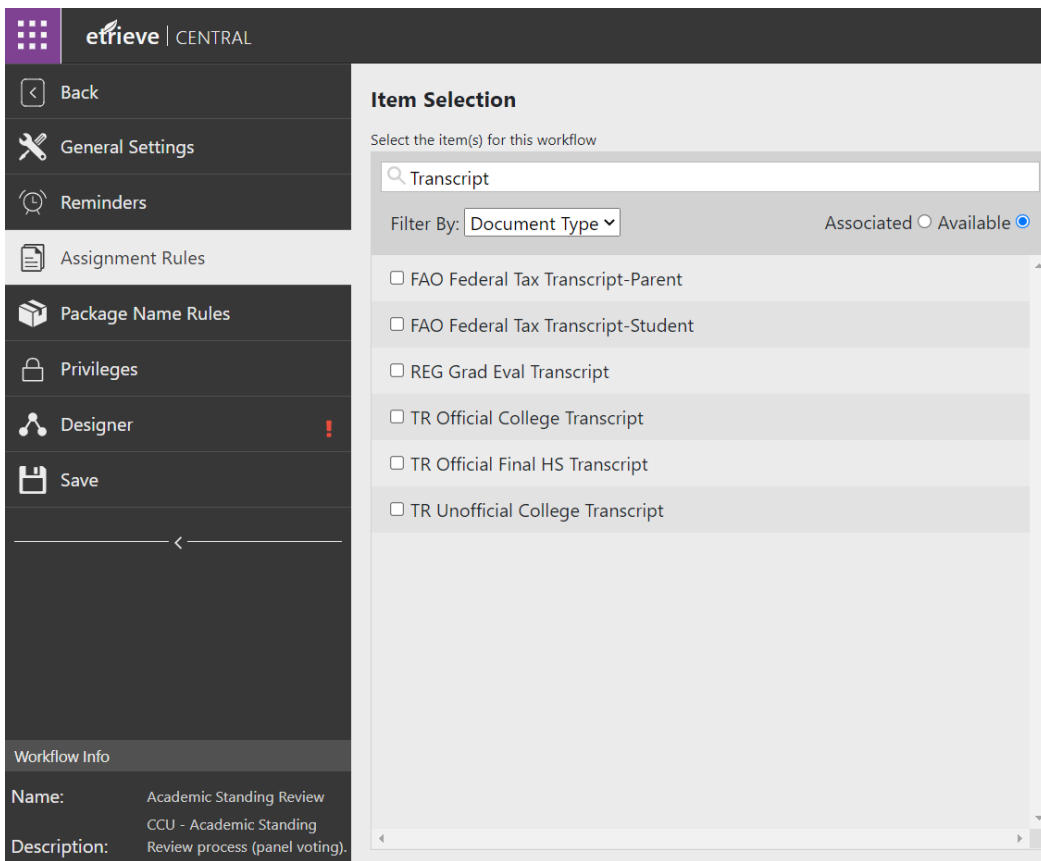 etrieve | CENTRAL
Back
General Settings
Reminders
Assignment Rules
Package Name Rules
Privileges
Designer !
Save
Workflow Info
Name: Academic Standing Review
Description: CCU - Academic Standing
Review process (panel voting).
Item Selection
Select the item(s) for this workflow
Transcript
Filter By: Document Type Associated Available
FAO Federal Tax Transcript-Parent
FAO Federal Tax Transcript-Student
REG Grad Eval Transcript
TR Official College Transcript
TR Official Final HS Transcript
TR Unofficial College Transcript